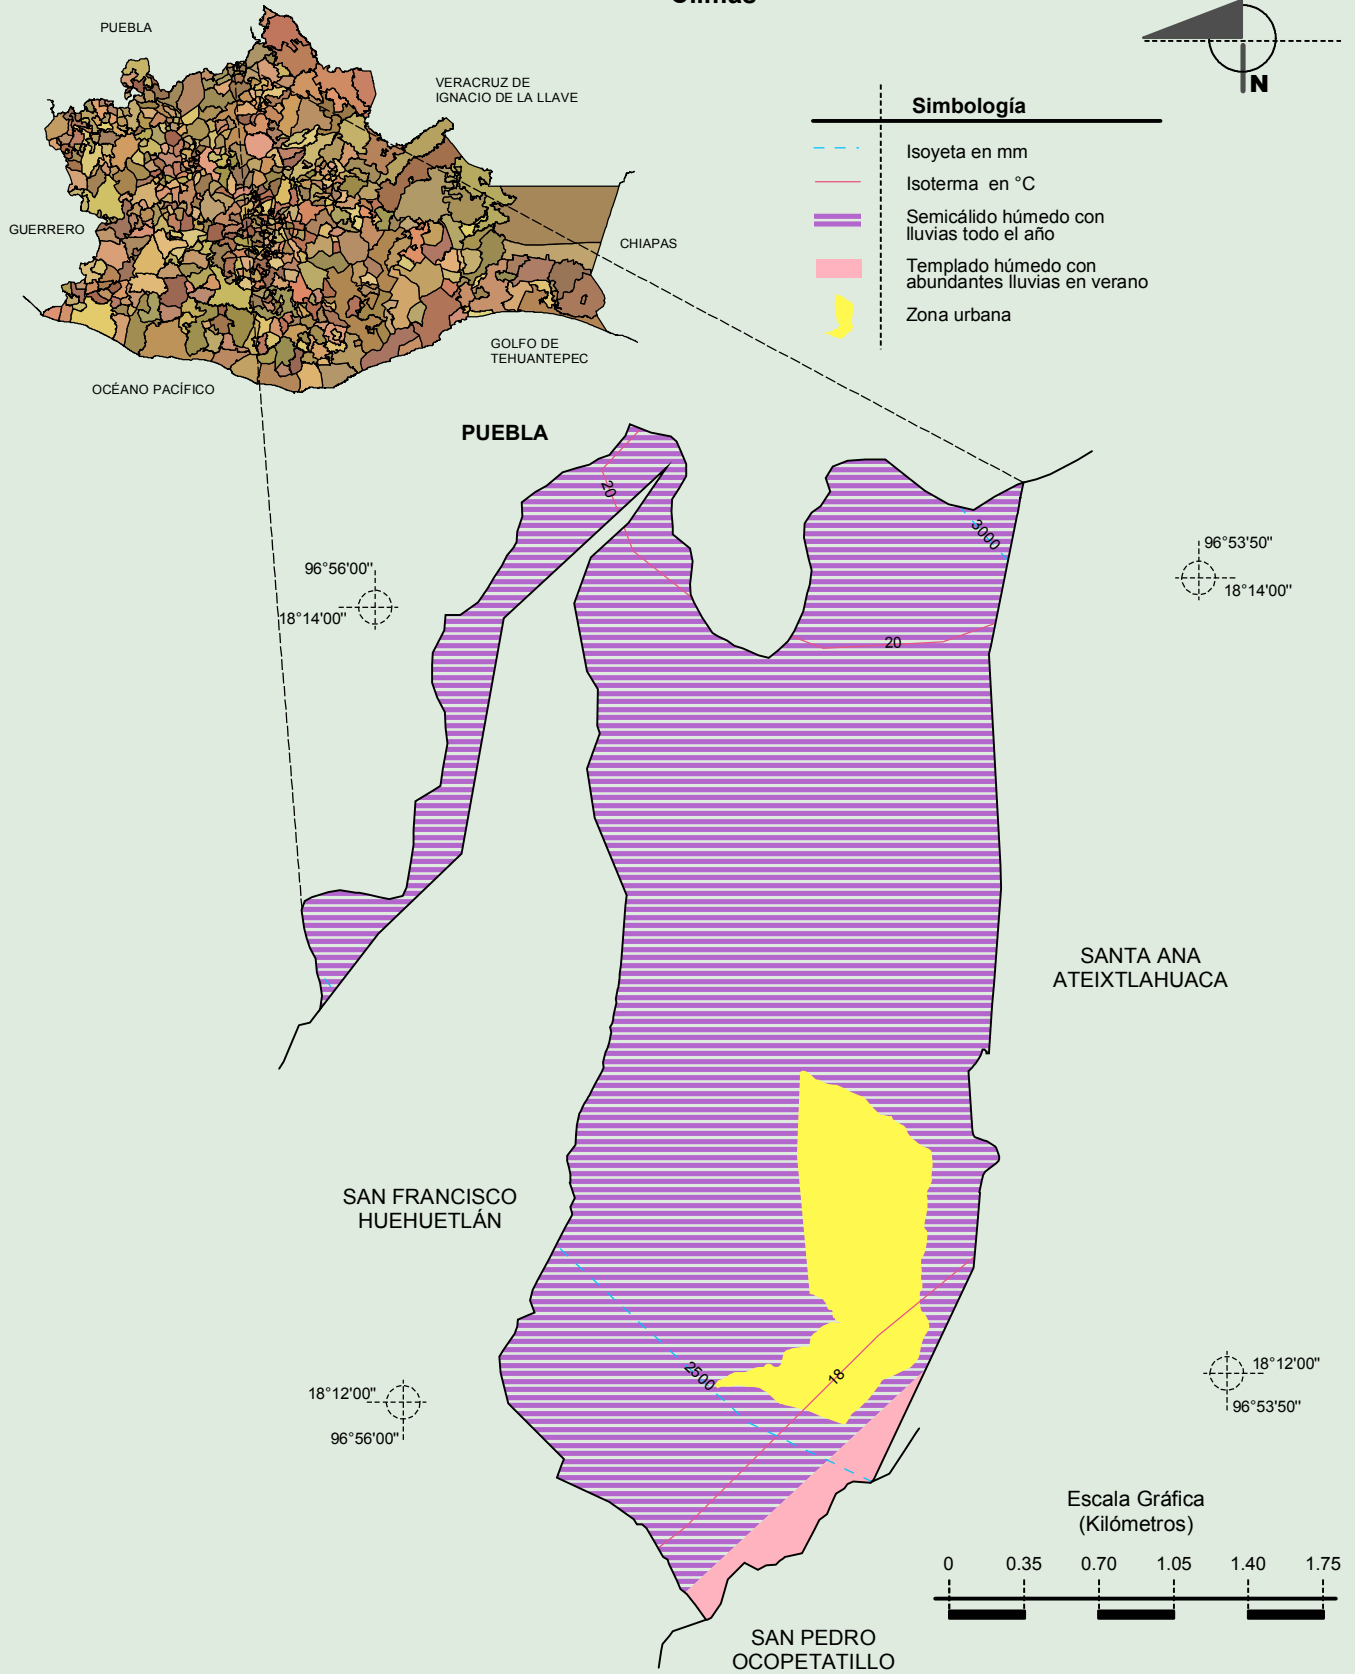 Climas
PUEBLA
VERACRUZ DE
IGNACIO DE LA LLAVE
GUERRERO
CHIAPAS
GOLFO DE
TEHUANTEPEC
OCÉANO PACÍFICO
N
Simbología
Isoyeta en mm
Isoterma en °C
Semicálido húmedo con
lluvias todo el año
Templado húmedo con
abundantes lluvias en verano
Zona urbana
PUEBLA
20
3000
96°56'00"
18°14'00"
96°53'50"
18°14'00"
20
SANTA ANA
ATEIXTLAHUACA
SAN FRANCISCO
HUEHUETLÁN
2500
18
18°12'00"
96°56'00"
18°12'00"
96°53'50"
Escala Gráfica
(Kilómetros)
0 0.35 0.70 1.05 1.40 1.75
SAN PEDRO
OCOPETATILLO